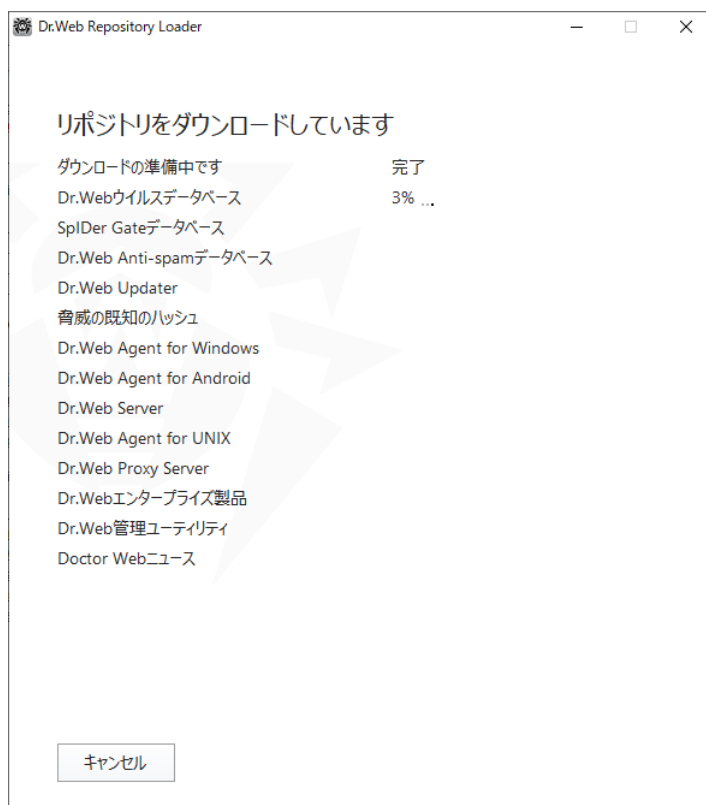 Dr.Web Repository Loader
リポジトリをダウンロードしています
ダウンロードの準備中です 完了
Dr.Webウイルスデータベース 3% ...
SpIDer Gateデータベース
Dr.Web Anti-spamデータベース
Dr.Web Updater
脅威の既知のハッシュ
Dr.Web Agent for Windows
Dr.Web Agent for Android
Dr.Web Server
Dr.Web Agent for UNIX
Dr.Web Proxy Server
Dr.Webエンタープライズ製品
Dr.Web管理ユーティリティ
Doctor Webニュース
キャンセル